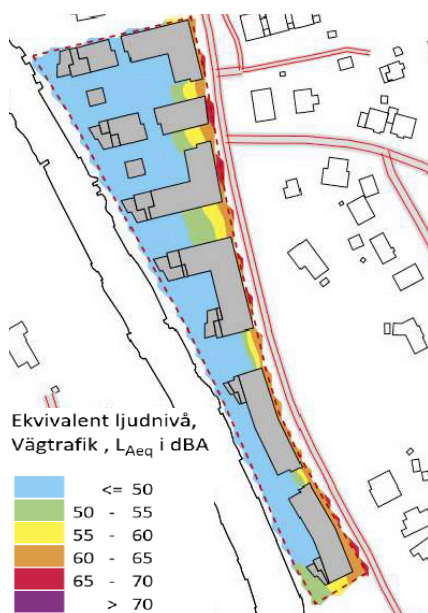 Ekvivalent ljudnivå,
Vägtrafik , LAeq i dBA
<= 50
50 - 55
55 - 60
60 - 65
65 - 70
> 70